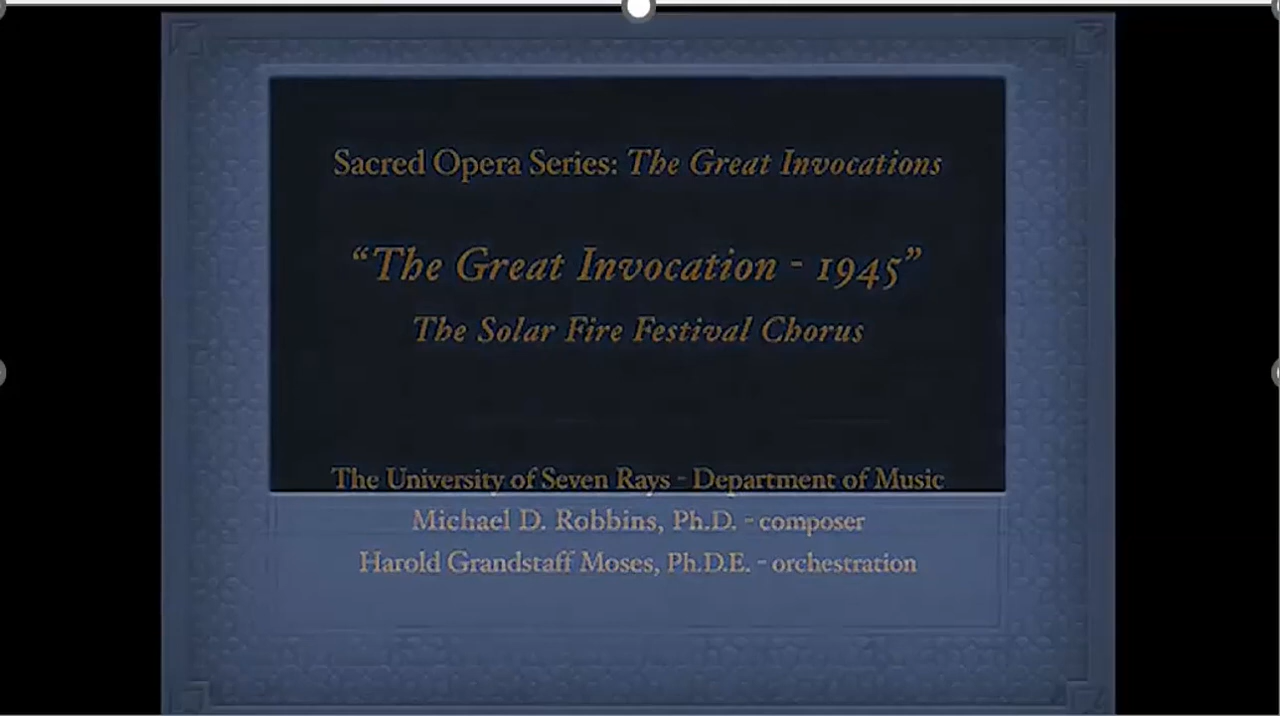 Sacred Opera Series: The Great Invocations
“The Great Invocation - 1945”
The Solar Fire Festival Chorus
The University of Seven Rays - Department of Music
Michael D. Robbins, Ph.D. - composer
Harold Grandstaff Moses, Ph.D.E. - orchestration